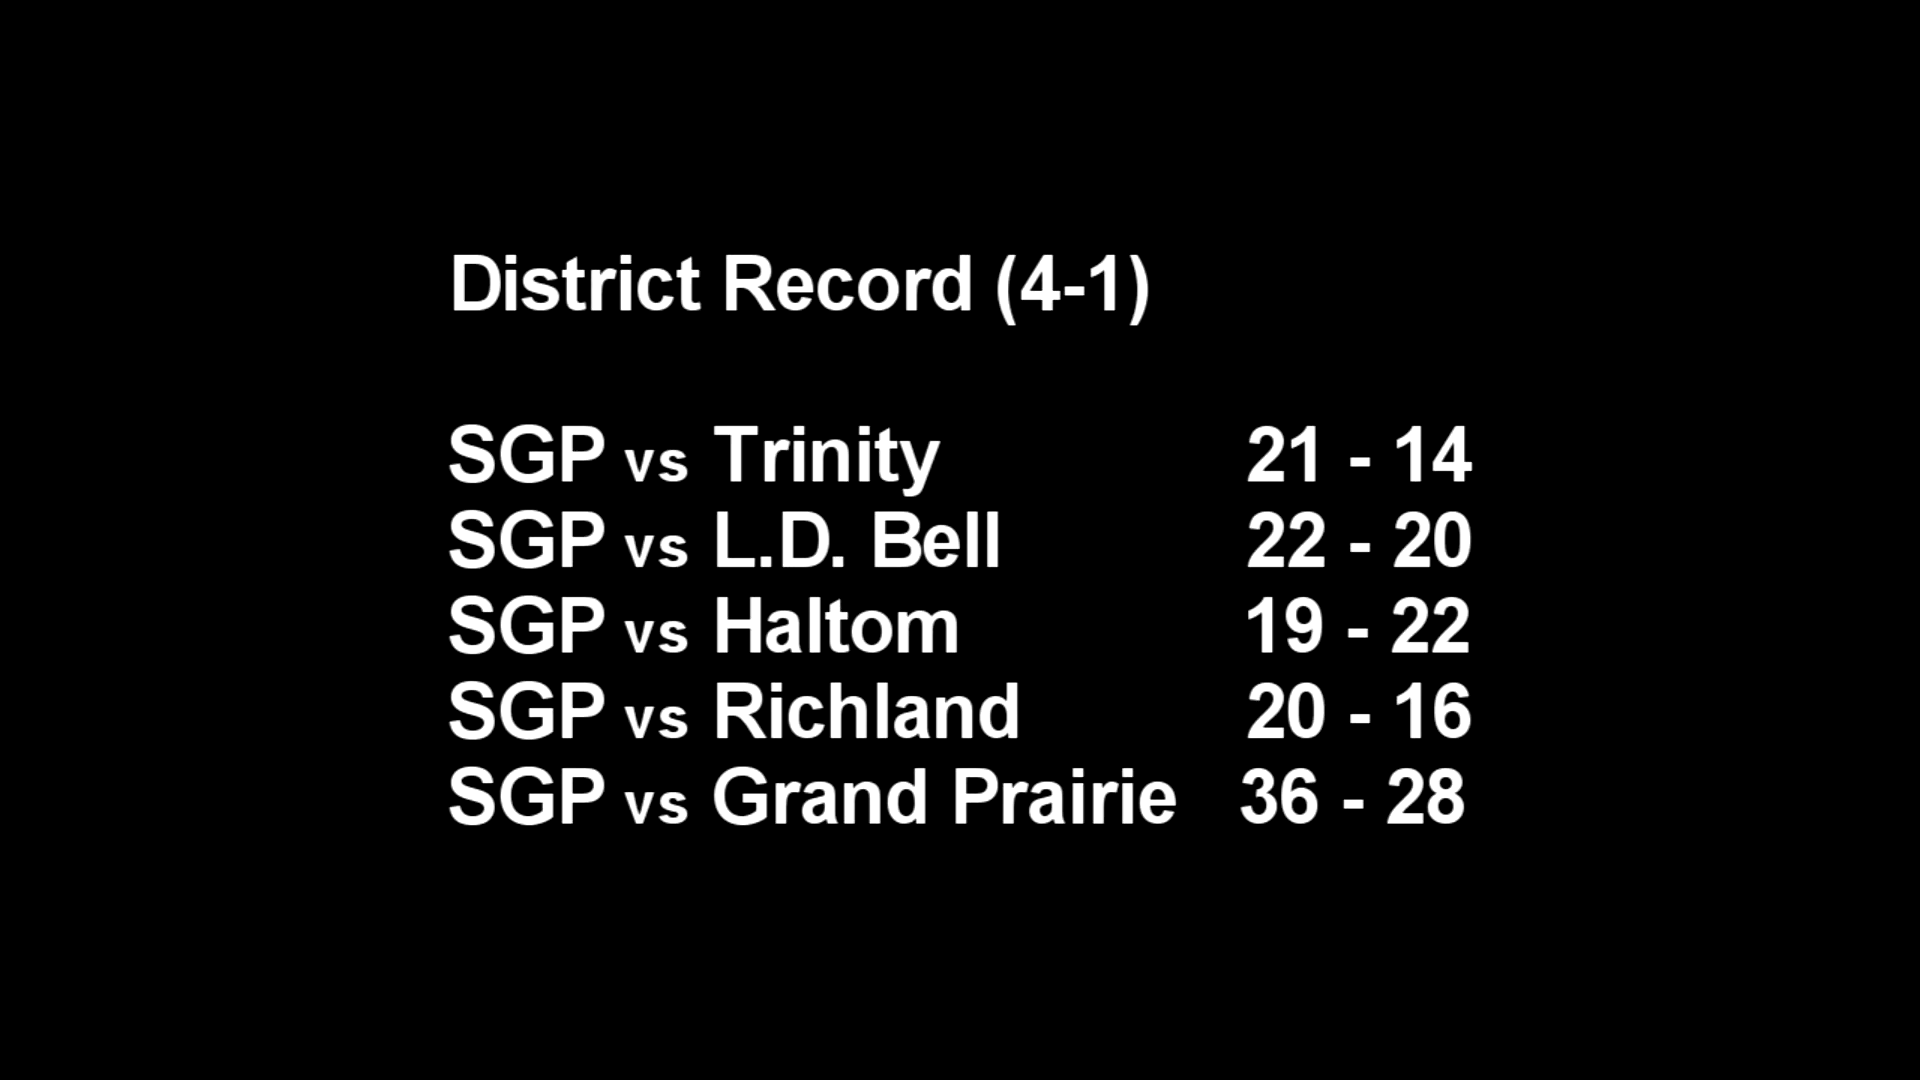 District Record (4-1)
SGP vs Trinity 21 - 14
SGP vs L.D. Bell 22 - 20
SGP vs Haltom 19 - 22
SGP vs Richland 20 - 16
SGP vs Grand Prairie 36 - 28